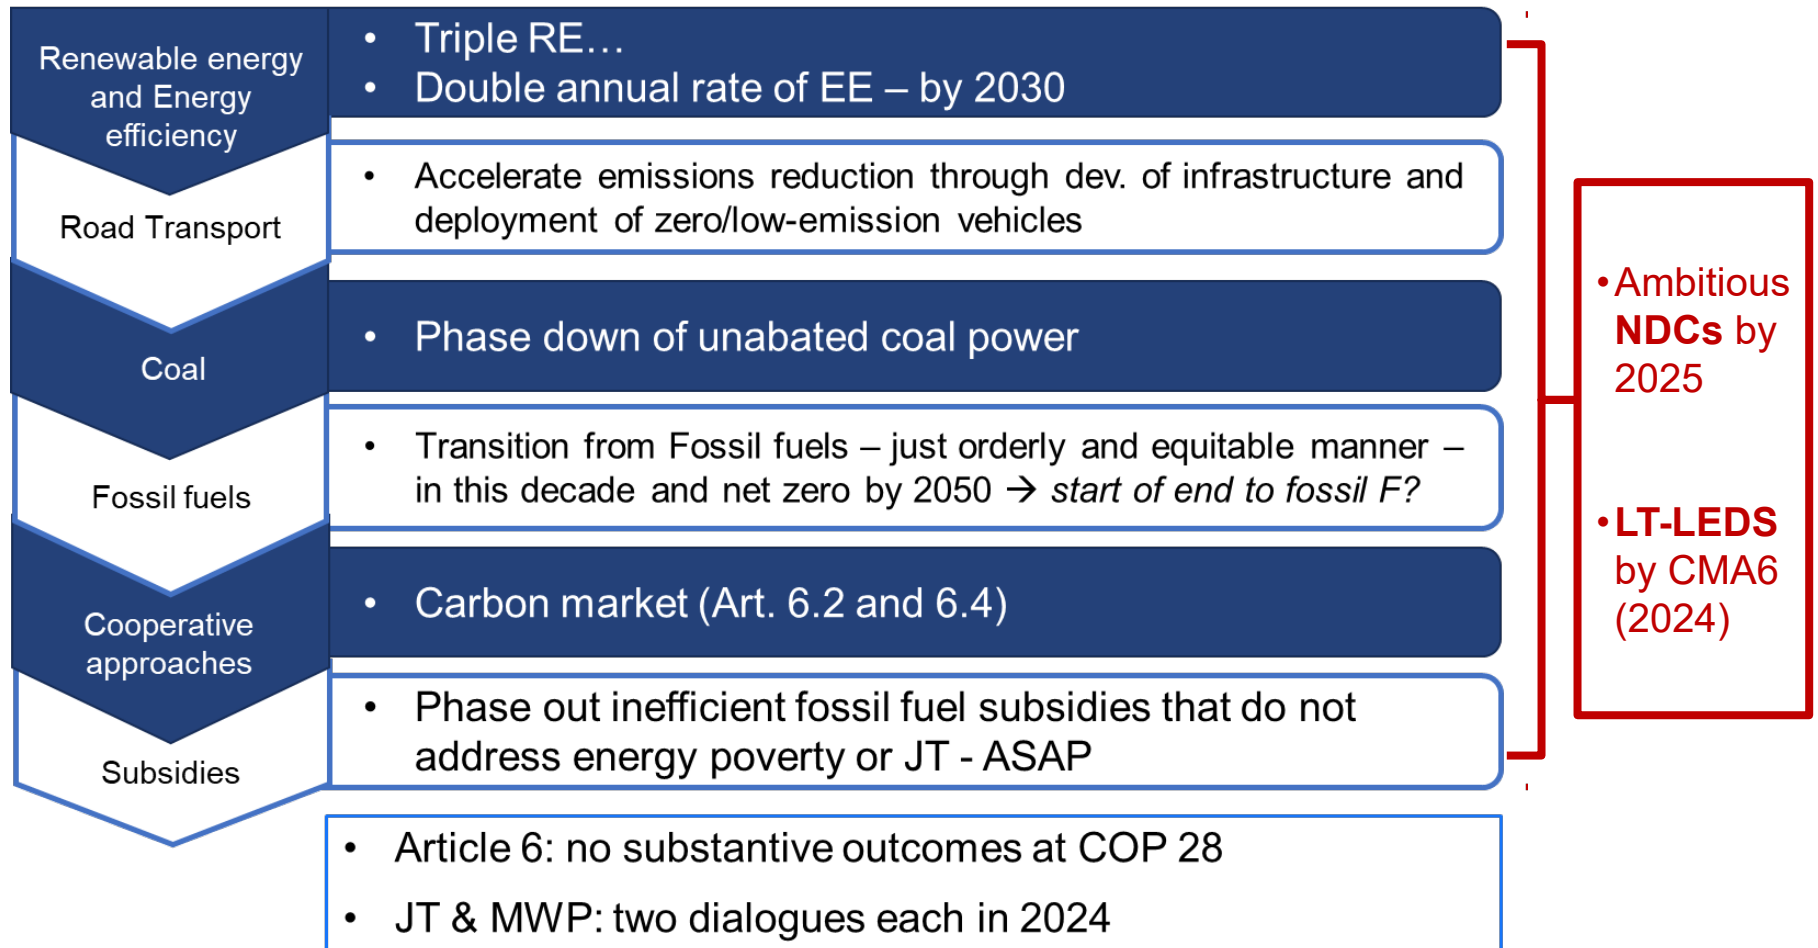 Renewable energy
and Energy
efficiency
• Triple RE…
• Double annual rate of EE – by 2030
Road Transport
• Accelerate emissions reduction through dev. of infrastructure and
deployment of zero/low-emission vehicles
Coal
• Phase down of unabated coal power
Fossil fuels
• Transition from Fossil fuels – just orderly and equitable manner –
in this decade and net zero by 2050 → start of end to fossil F?
Cooperative
approaches
• Carbon market (Art. 6.2 and 6.4)
Subsidies
• Phase out inefficient fossil fuel subsidies that do not
address energy poverty or JT - ASAP
• Article 6: no substantive outcomes at COP 28
• JT & MWP: two dialogues each in 2024
• Ambitious
NDCs by
2025
• LT-LEDS
by CMA6
(2024)